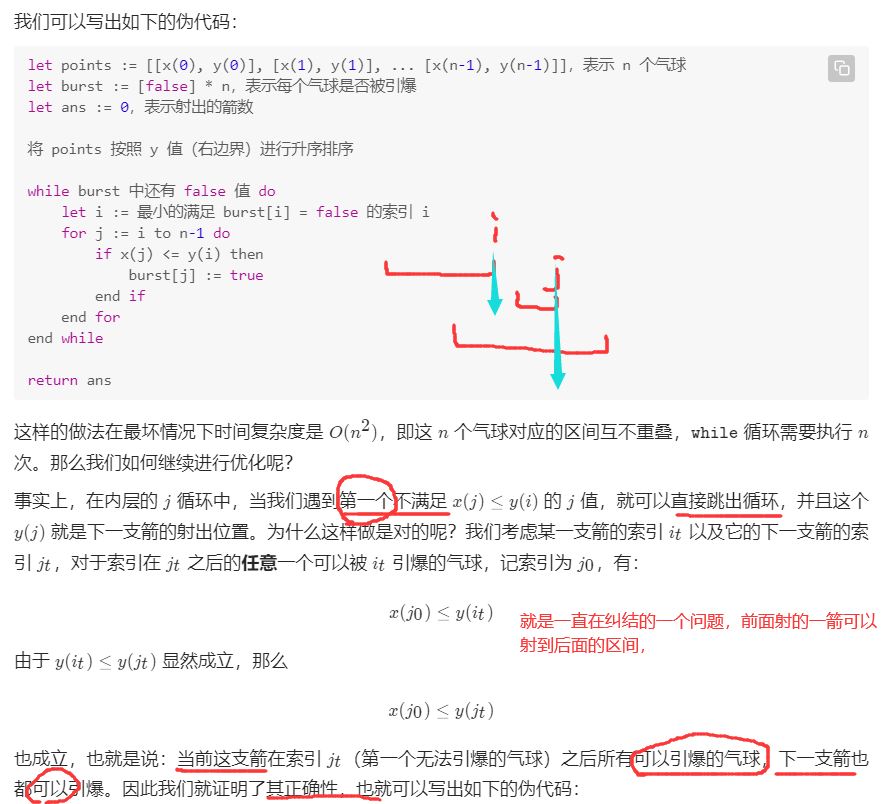 我们可以写出如下的伪代码：
let points := [[x(0), y(0)], [x(1), y(1)], ... [x(n-1), y(n-1)]]，表示 n 个气球
let burst := [false] * n，表示每个气球是否被引爆
let ans := 0，表示射出的箭数
将 points 按照 y 值（右边界）进行升序排序
while burst 中还有 false 值 do
    let i := 最小的满足 burst[i] = false 的索引 i
    for j := i to n-1 do
        if x(j) <= y(i) then
            burst[j] := true
        end if
    end for
end while
return ans
这样的做法在最坏情况下时间复杂度是 O(n²)，即这 n 个气球对应的区间互不重叠，while 循环需要执行 n
次。那么我们如何继续进行优化呢？
事实上，在内层的 j 循环中，当我们遇到第一个不满足 x(j) ≤ y(i) 的 j 值，就可以直接跳出循环，并且这个
y(j) 就是下一支箭的射出位置。为什么这样做是对的呢？我们考虑某一支箭的索引 it 以及它的下一支箭的索
引 jt，对于索引在 jt 之后的任意一个可以被 it 引爆的气球，记索引为 j0，有：
x(j0) ≤ y(it)
就是一直在纠结的一个问题，前面射的一箭可以
射到后面的区间，
由于 y(it) ≤ y(jt) 显然成立，那么
x(j0) ≤ y(jt)
也成立，也就是说：当前这支箭在索引 jt（第一个无法引爆的气球）之后所有可以引爆的气球，下一支箭也
都可以引爆。因此我们就证明了其正确性，也就可以写出如下的伪代码：